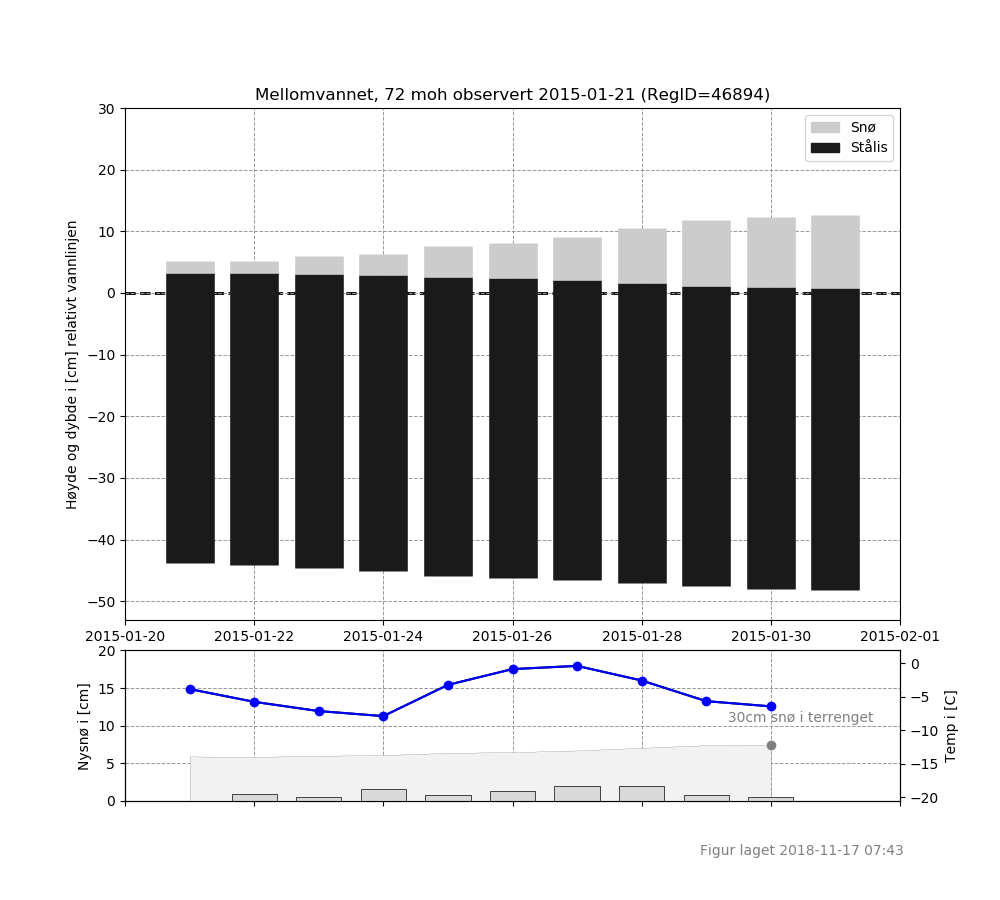 Mellomvannet, 72 moh observert 2015-01-21 (RegID=46894)
Høyde og dybde i [cm] relativt vannlinjen
30
20
10
0
−10
−20
−30
−40
−50
Snø
Stålis
2015-01-20 2015-01-22 2015-01-24 2015-01-26 2015-01-28 2015-01-30 2015-02-01
Nysnø i [cm]
20
15
10
5
0
30cm snø i terrenget
0
−5
−10
−15
−20
Temp i [C]
Figur laget 2018-11-17 07:43